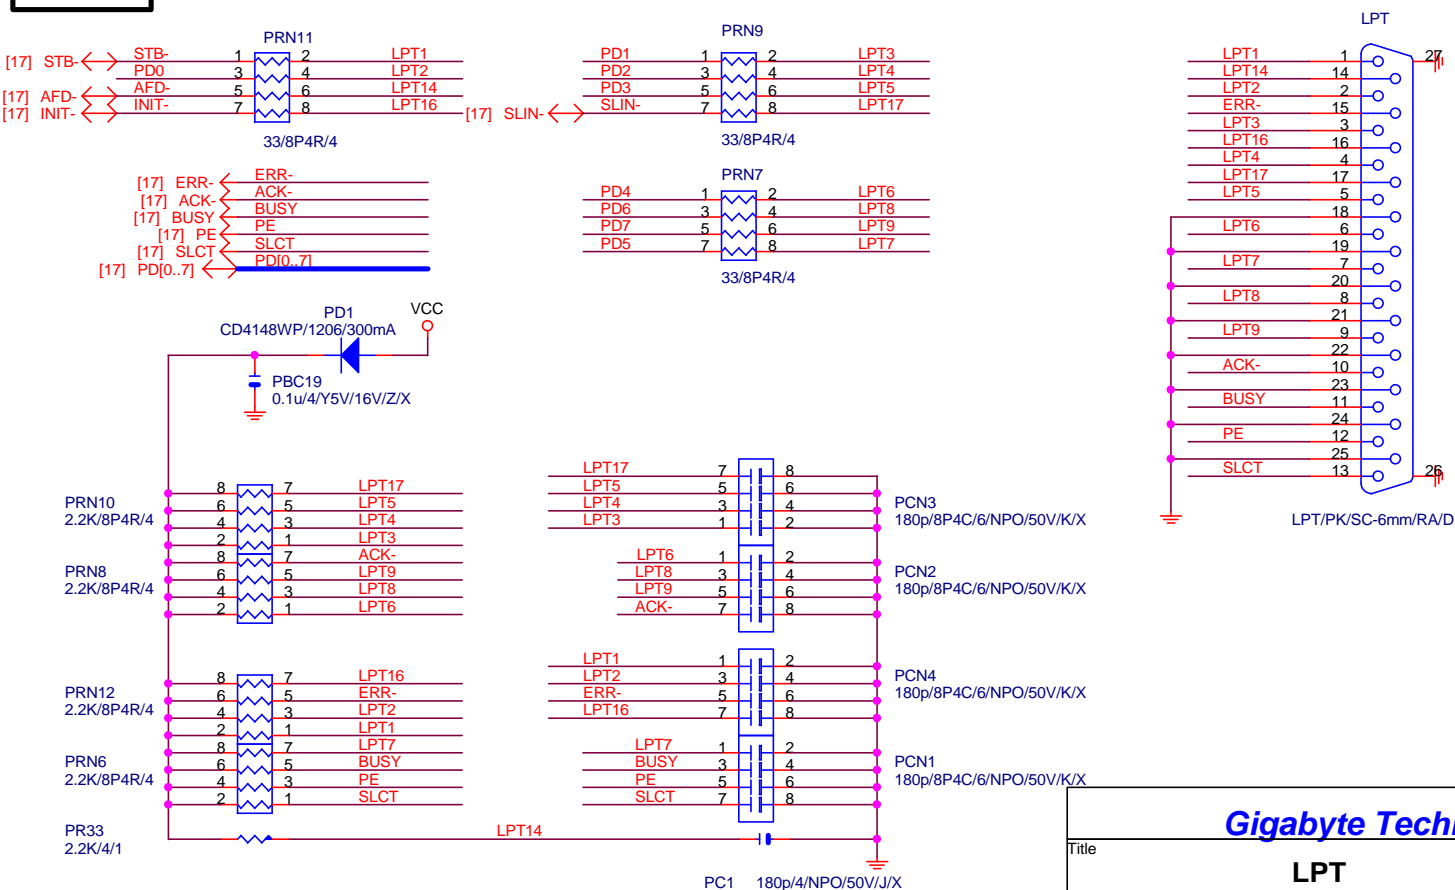 PRN11
[17] STB- STB- 1 2 LPT1
PD0 3 4 LPT2
[17] AFD- AFD- 5 6 LPT14
[17] INIT- INIT- 7 8 LPT16
33/8P4R/4
PRN9
PD1 1 2 LPT3
PD2 3 4 LPT4
PD3 5 6 LPT5
[17] SLIN- SLIN- 7 8 LPT17
33/8P4R/4
[17] ERR- ERR-
[17] ACK- ACK-
[17] BUSY BUSY
[17] PE PE
[17] SLCT SLCT
[17] PD[0..7] PD[0..7]
PRN7
PD4 1 2 LPT6
PD6 3 4 LPT8
PD7 5 6 LPT9
PD5 7 8 LPT7
33/8P4R/4
LPT
LPT1 1 27
LPT14 14
LPT2 2
ERR- 15
LPT3 3
LPT16 16
LPT4 4
LPT17 17
LPT5 5
18
LPT6 6
19
LPT7 7
20
LPT8 8
21
LPT9 9
22
ACK- 10
23
BUSY 11
24
PE 12
25
SLCT 13 26
LPT/PK/SC-6mm/RA/D
PD1 VCC
CD4148WP/1206/300mA
PBC19
0.1u/4/Y5V/16V/Z/X
PRN10
2.2K/8P4R/4
8 7 LPT17
6 5 LPT5
4 3 LPT4
2 1 LPT3
PRN8
2.2K/8P4R/4
8 7 ACK-
6 5 LPT9
4 3 LPT8
2 1 LPT6
PRN12
2.2K/8P4R/4
8 7 LPT16
6 5 ERR-
4 3 LPT2
2 1 LPT1
PRN6
2.2K/8P4R/4
8 7 LPT7
6 5 BUSY
4 3 PE
2 1 SLCT
PR33
2.2K/4/1
LPT14
LPT17 7 8
LPT5 5 6
LPT4 3 4
LPT3 1 2
PCN3
180p/8P4C/6/NPO/50V/K/X
LPT6 1 2
LPT8 3 4
LPT9 5 6
ACK- 7 8
PCN2
180p/8P4C/6/NPO/50V/K/X
LPT1 1 2
LPT2 3 4
ERR- 5 6
LPT16 7 8
PCN4
180p/8P4C/6/NPO/50V/K/X
LPT7 1 2
BUSY 3 4
PE 5 6
SLCT 7 8
PCN1
180p/8P4C/6/NPO/50V/K/X
PC1 180p/4/NPO/50V/J/X
Gigabyte Tech
Title
LPT